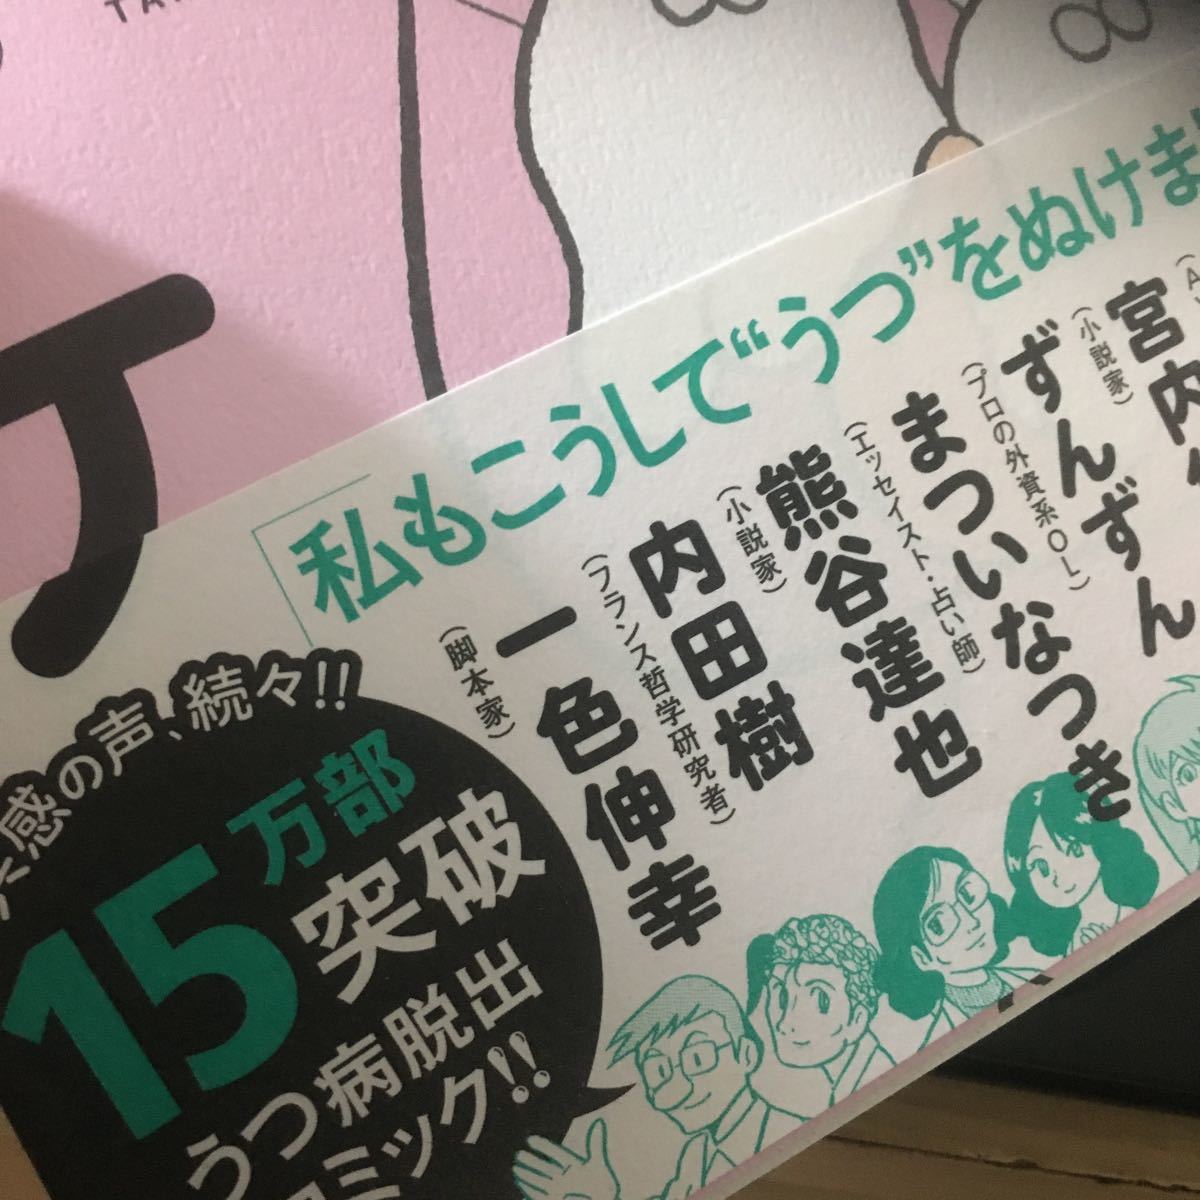 TA
「私もこうして“うつ”をぬけま
宮内
(小説家)
ずんずん
(プロの外資系OL)
まついなつき
(エッセイスト・占い師)
熊谷達也
(小説家)
内田樹
(フランス哲学研究者)
一色伸幸
(脚本家)
感の声、続々!!
15万部
突破
うつ病脱出
ミック!!